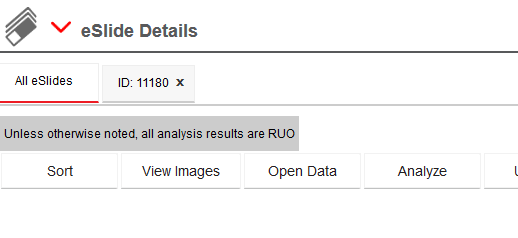 eSlide Details
All eSlides
ID: 11180 x
Unless otherwise noted, all analysis results are RUO
Sort View Images Open Data Analyze